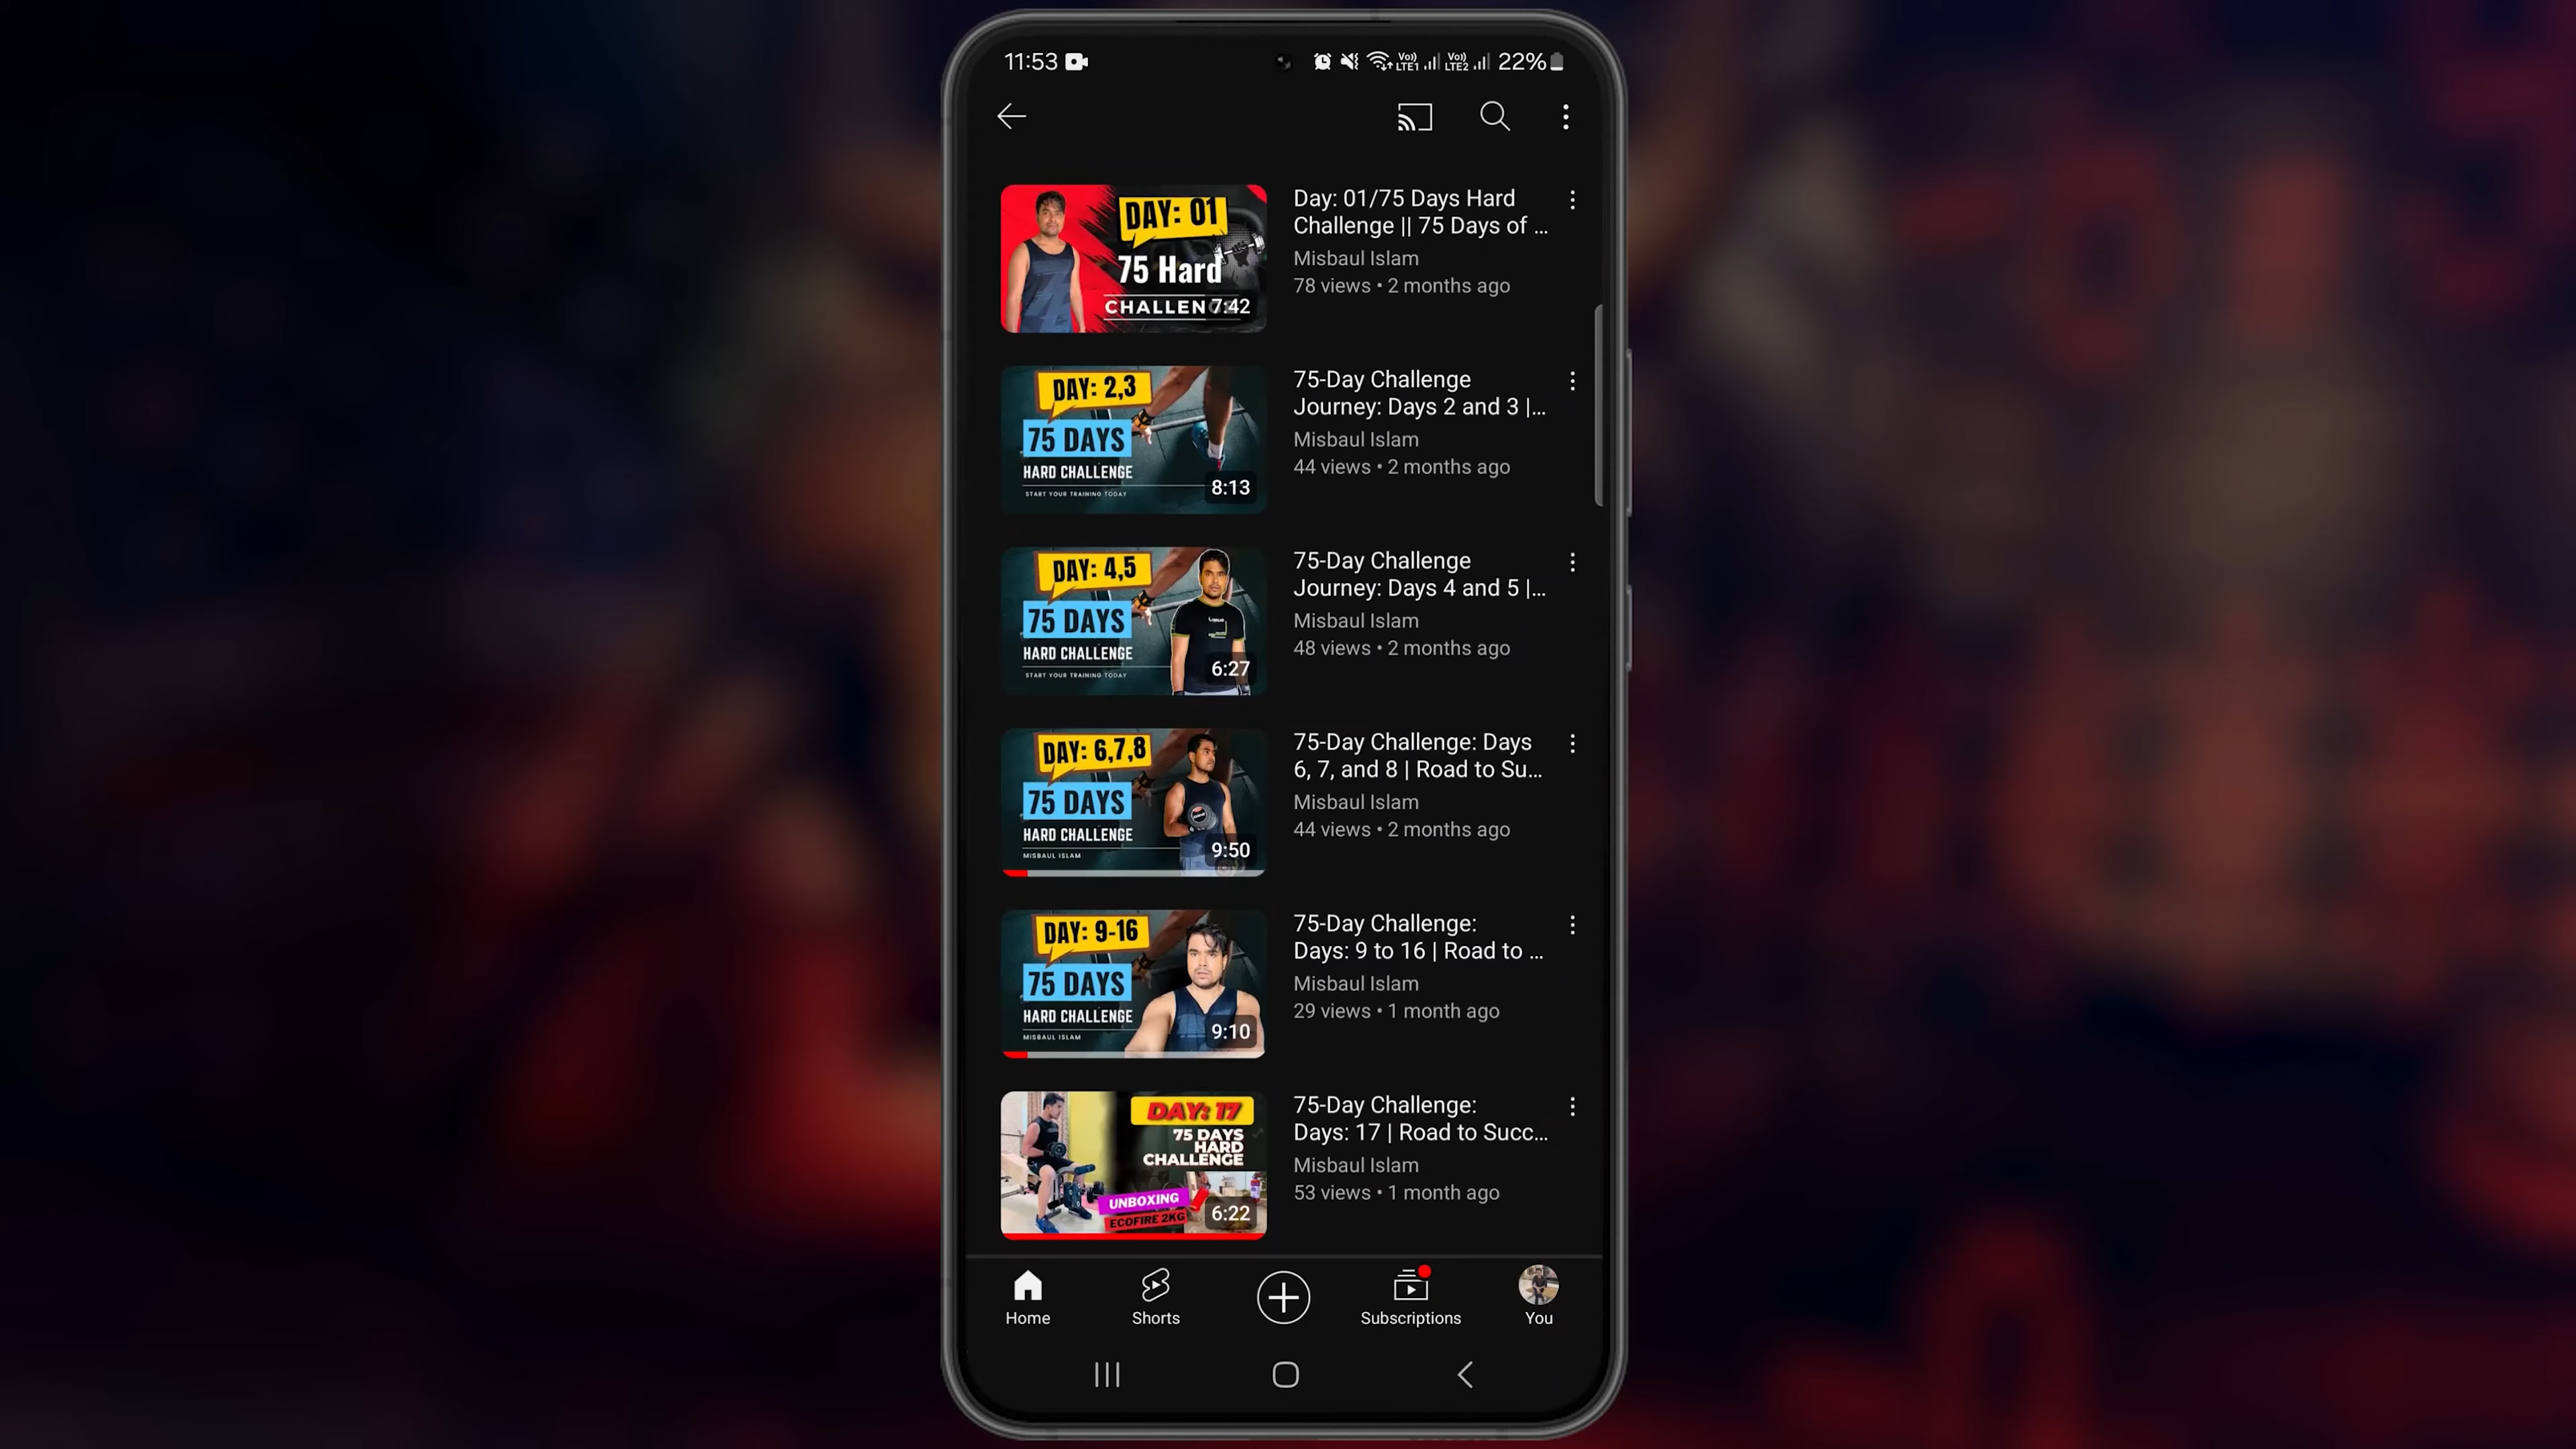 11:53
Vo)) LTE1 Vo)) LTE2 22%
DAY: 01
75 Hard
CHALLEN
7:42
Day: 01/75 Days Hard
Challenge || 75 Days of ...
Misbaul Islam
78 views • 2 months ago
DAY: 2,3
75 DAYS
HARD CHALLENGE
START YOUR TRAINING TODAY
8:13
75-Day Challenge
Journey: Days 2 and 3 |...
Misbaul Islam
44 views • 2 months ago
DAY: 4,5
75 DAYS
HARD CHALLENGE
START YOUR TRAINING TODAY
6:27
75-Day Challenge
Journey: Days 4 and 5 |...
Misbaul Islam
48 views • 2 months ago
DAY: 6,7,8
75 DAYS
HARD CHALLENGE
MISBAUL ISLAM
9:50
75-Day Challenge: Days
6, 7, and 8 | Road to Su...
Misbaul Islam
44 views • 2 months ago
DAY: 9-16
75 DAYS
HARD CHALLENGE
MISBAUL ISLAM
9:10
75-Day Challenge:
Days: 9 to 16 | Road to ...
Misbaul Islam
29 views • 1 month ago
DAY: 17
75 DAYS
HARD
CHALLENGE
UNBOXING
ECOFIRE 2KG
6:22
75-Day Challenge:
Days: 17 | Road to Succ...
Misbaul Islam
53 views • 1 month ago
Home
Shorts
Subscriptions
You